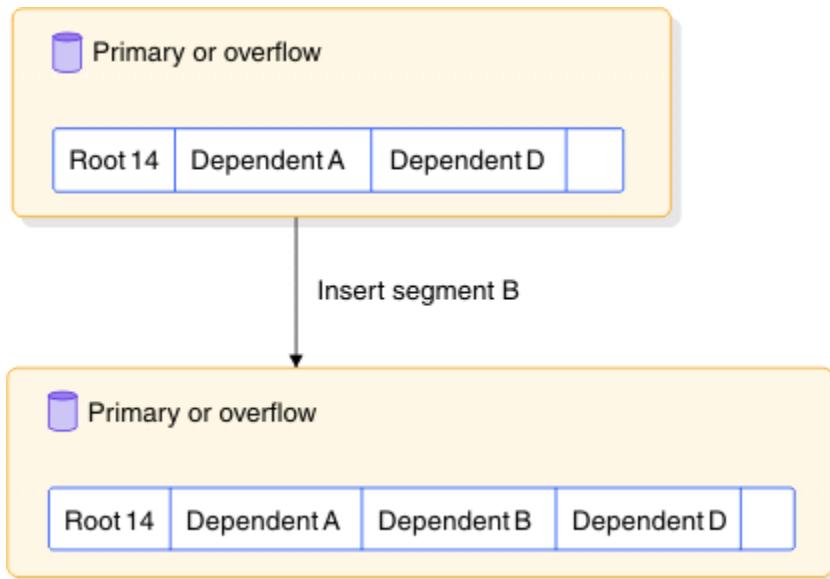 Primary or overflow
Root 14 Dependent A Dependent D
Insert segment B
Primary or overflow
Root 14 Dependent A Dependent B Dependent D